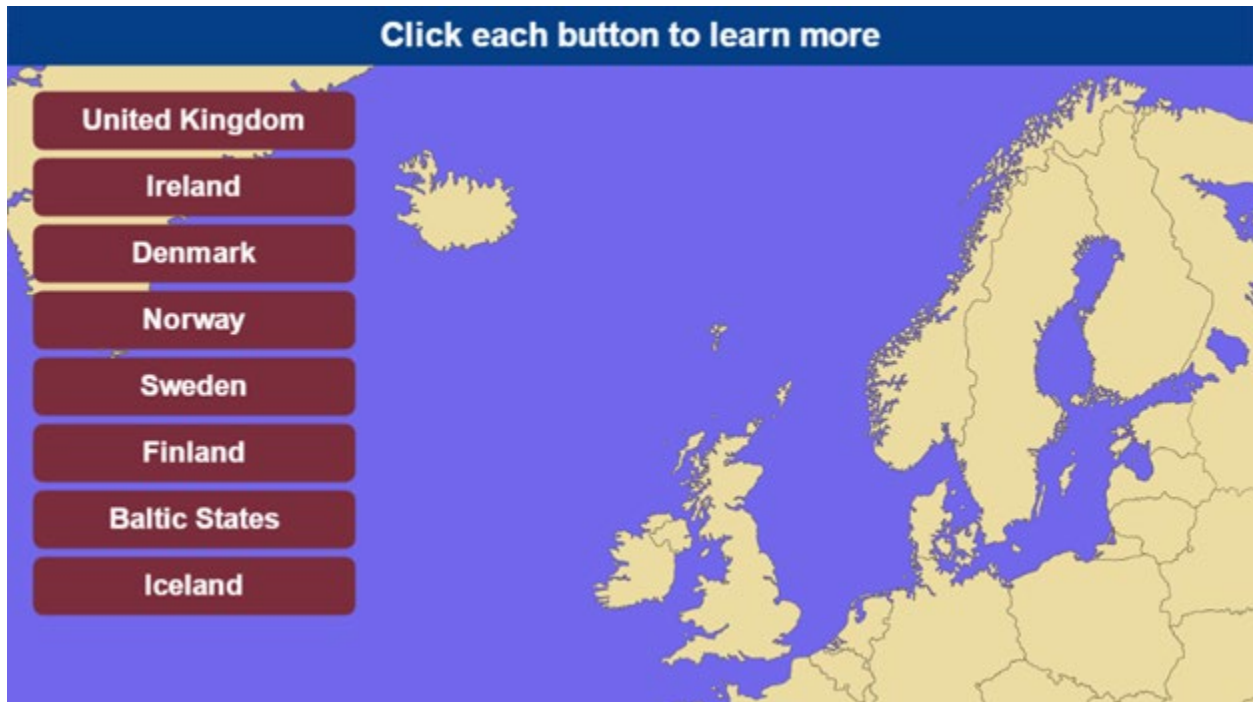 Click each button to learn more
United Kingdom
Ireland
Denmark
Norway
Sweden
Finland
Baltic States
Iceland